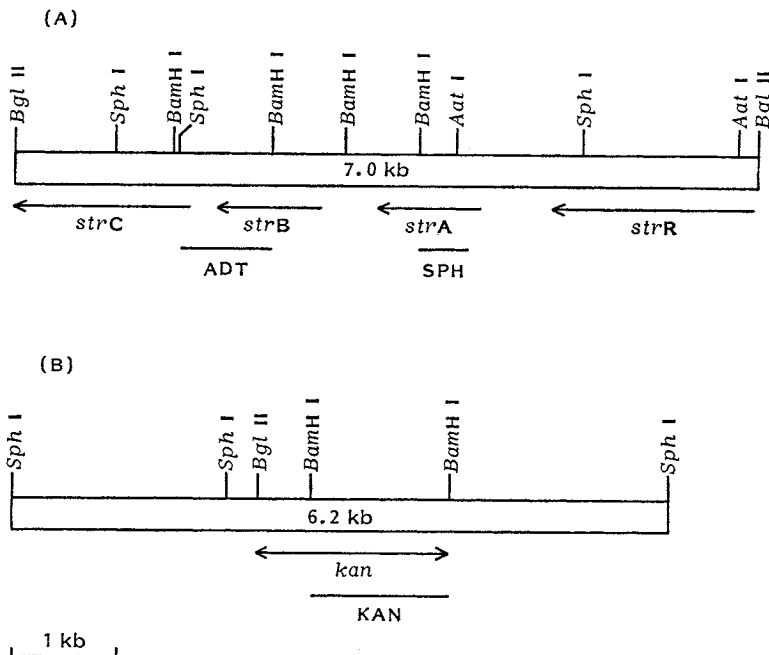 (A)
Bgl II
Sph I
BamH I
Sph I
BamH I
BamH I
BamH I
Aat I
Sph I
Aat I
Bgl II
7.0 kb
strC
strB
strA
strR
ADT
SPH
(B)
Sph I
Sph I
Bgl II
BamH I
BamH I
Sph I
6.2 kb
kan
KAN
1 kb